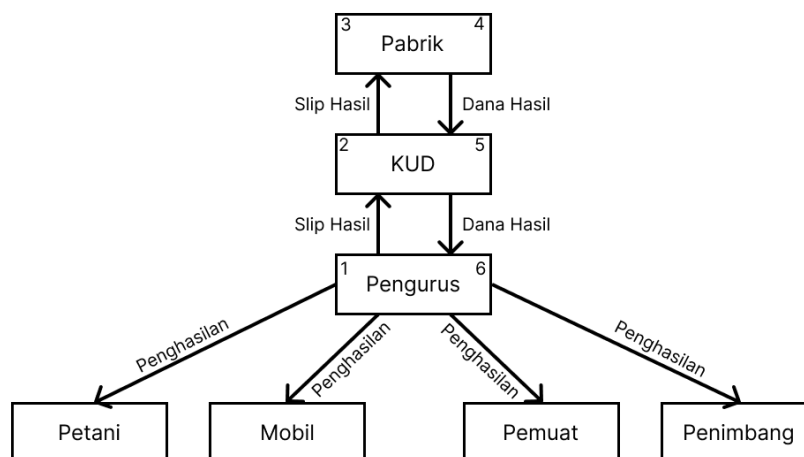 3 4
Pabrik
Slip Hasil Dana Hasil
2 5
KUD
Slip Hasil Dana Hasil
1 6
Pengurus
Penghasilan Penghasilan Penghasilan Penghasilan
Petani Mobil Pemuat Penimbang